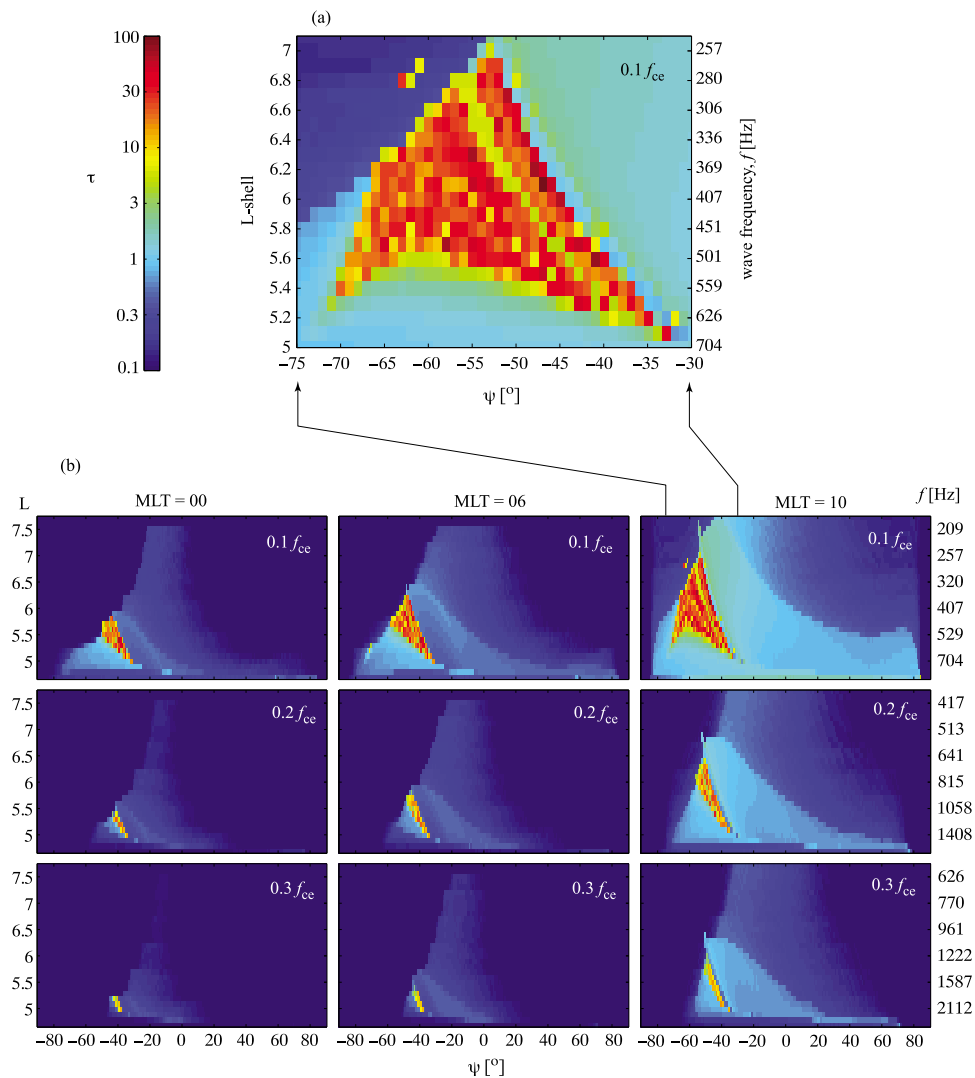 (a)
100
30
10
3
1
0.3
0.1
τ
7
6.8
6.6
6.4
6.2
6
5.8
5.6
5.4
5.2
5
L-shell
0.1 fce
257
280
306
336
369
407
451
501
559
626
704
wave frequency, f [Hz]
−75 −70 −65 −60 −55 −50 −45 −40 −35 −30
ψ [º]
(b)
L MLT = 00 MLT = 06 MLT = 10 f [Hz]
7.5
7
6.5
6
5.5
5
0.1 fce
0.1 fce
0.1 fce
209
257
320
407
529
704
7.5
7
6.5
6
5.5
5
0.2 fce
0.2 fce
0.2 fce
417
513
641
815
1058
1408
7.5
7
6.5
6
5.5
5
0.3 fce
0.3 fce
0.3 fce
626
770
961
1222
1587
2112
−80 −60 −40 −20 0 20 40 60 80
−80 −60 −40 −20 0 20 40 60 80
−80 −60 −40 −20 0 20 40 60 80
ψ [º]